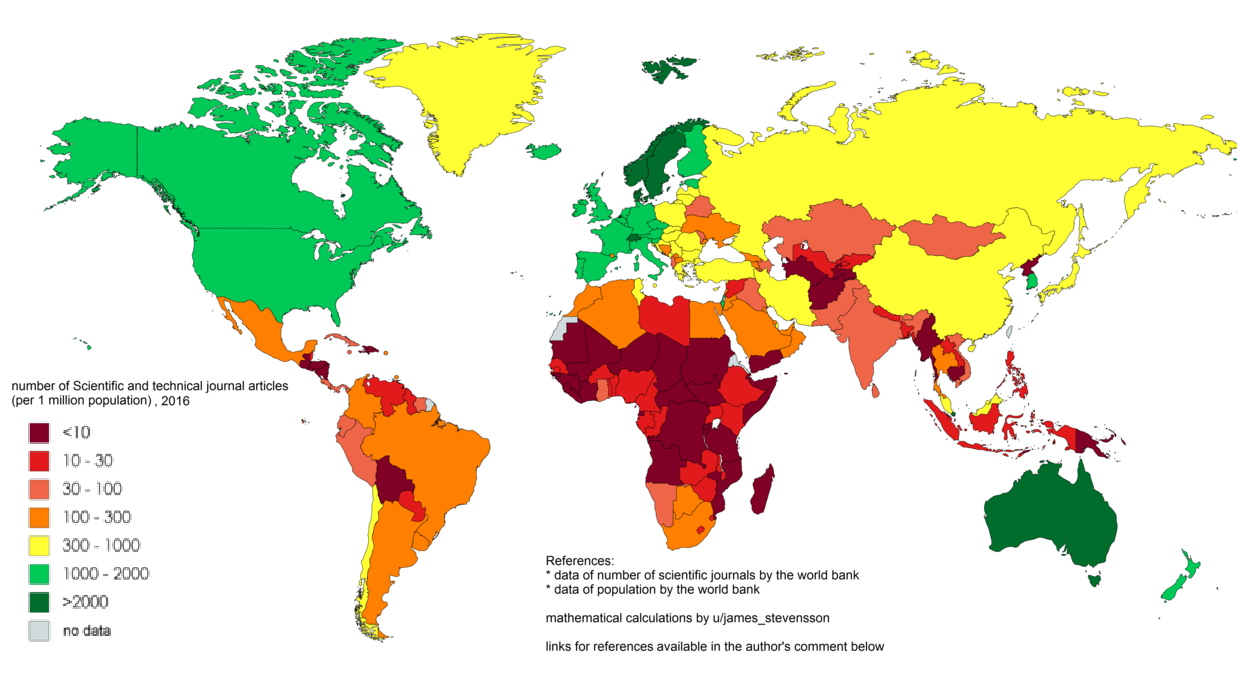 number of Scientific and technical journal articles
(per 1 million population) , 2016
<10
10 - 30
30 - 100
100 - 300
300 - 1000
1000 - 2000
>2000
no data
References:
* data of number of scientific journals by the world bank
* data of population by the world bank
mathematical calculations by u/james_stevensson
links for references available in the author's comment below